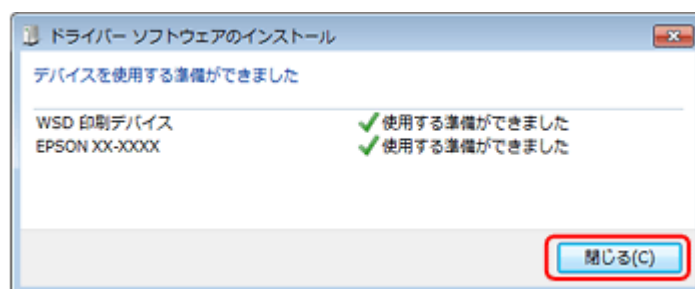 ドライバー ソフトウェアのインストール
デバイスを使用する準備ができました
WSD 印刷デバイス 使用する準備ができました
EPSON XX-XXXX 使用する準備ができました
閉じる(C)